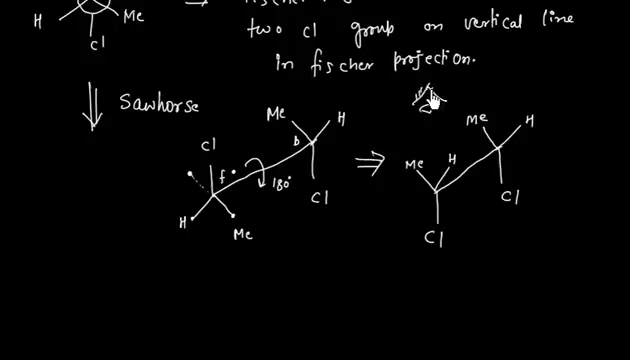 H Me
Cl
two Cl group on vertical line
in fischer projection.
Sawhorse
Me H
Cl b
f 180°
Cl
H Me
Me H
Me H
Cl
Cl